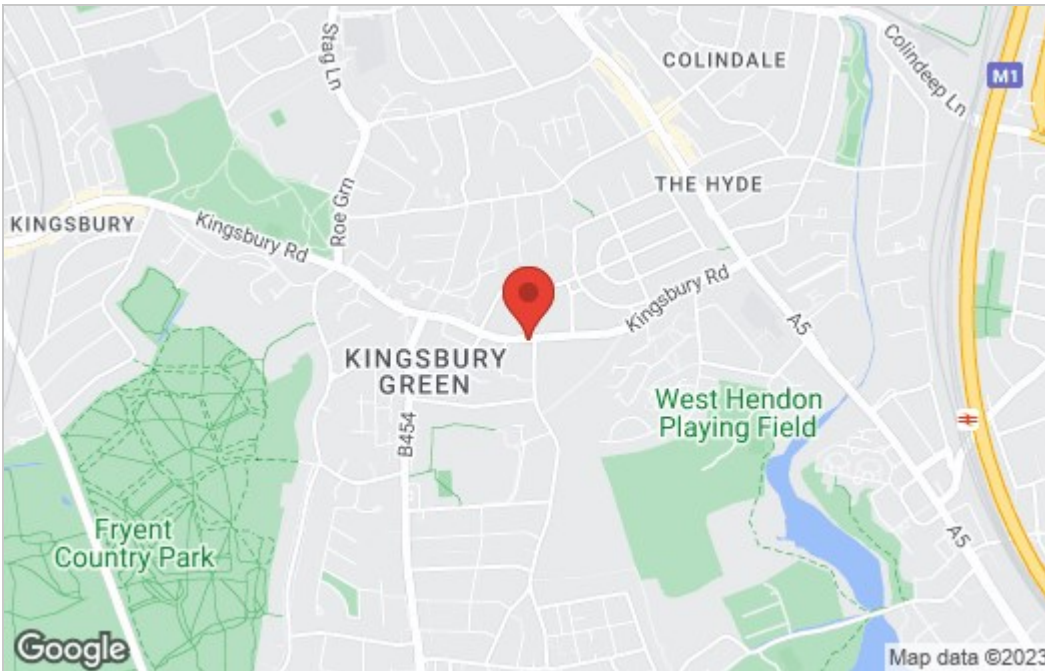 Stag Ln
COLINDALE
Colindeep Ln
M1
THE HYDE
KINGSBURY
Kingsbury Rd
Roe Grn
Kingsbury Rd
A5
KINGSBURY
GREEN
B454
West Hendon
Playing Field
Fryent
Country Park
A5
Google
Map data ©2023